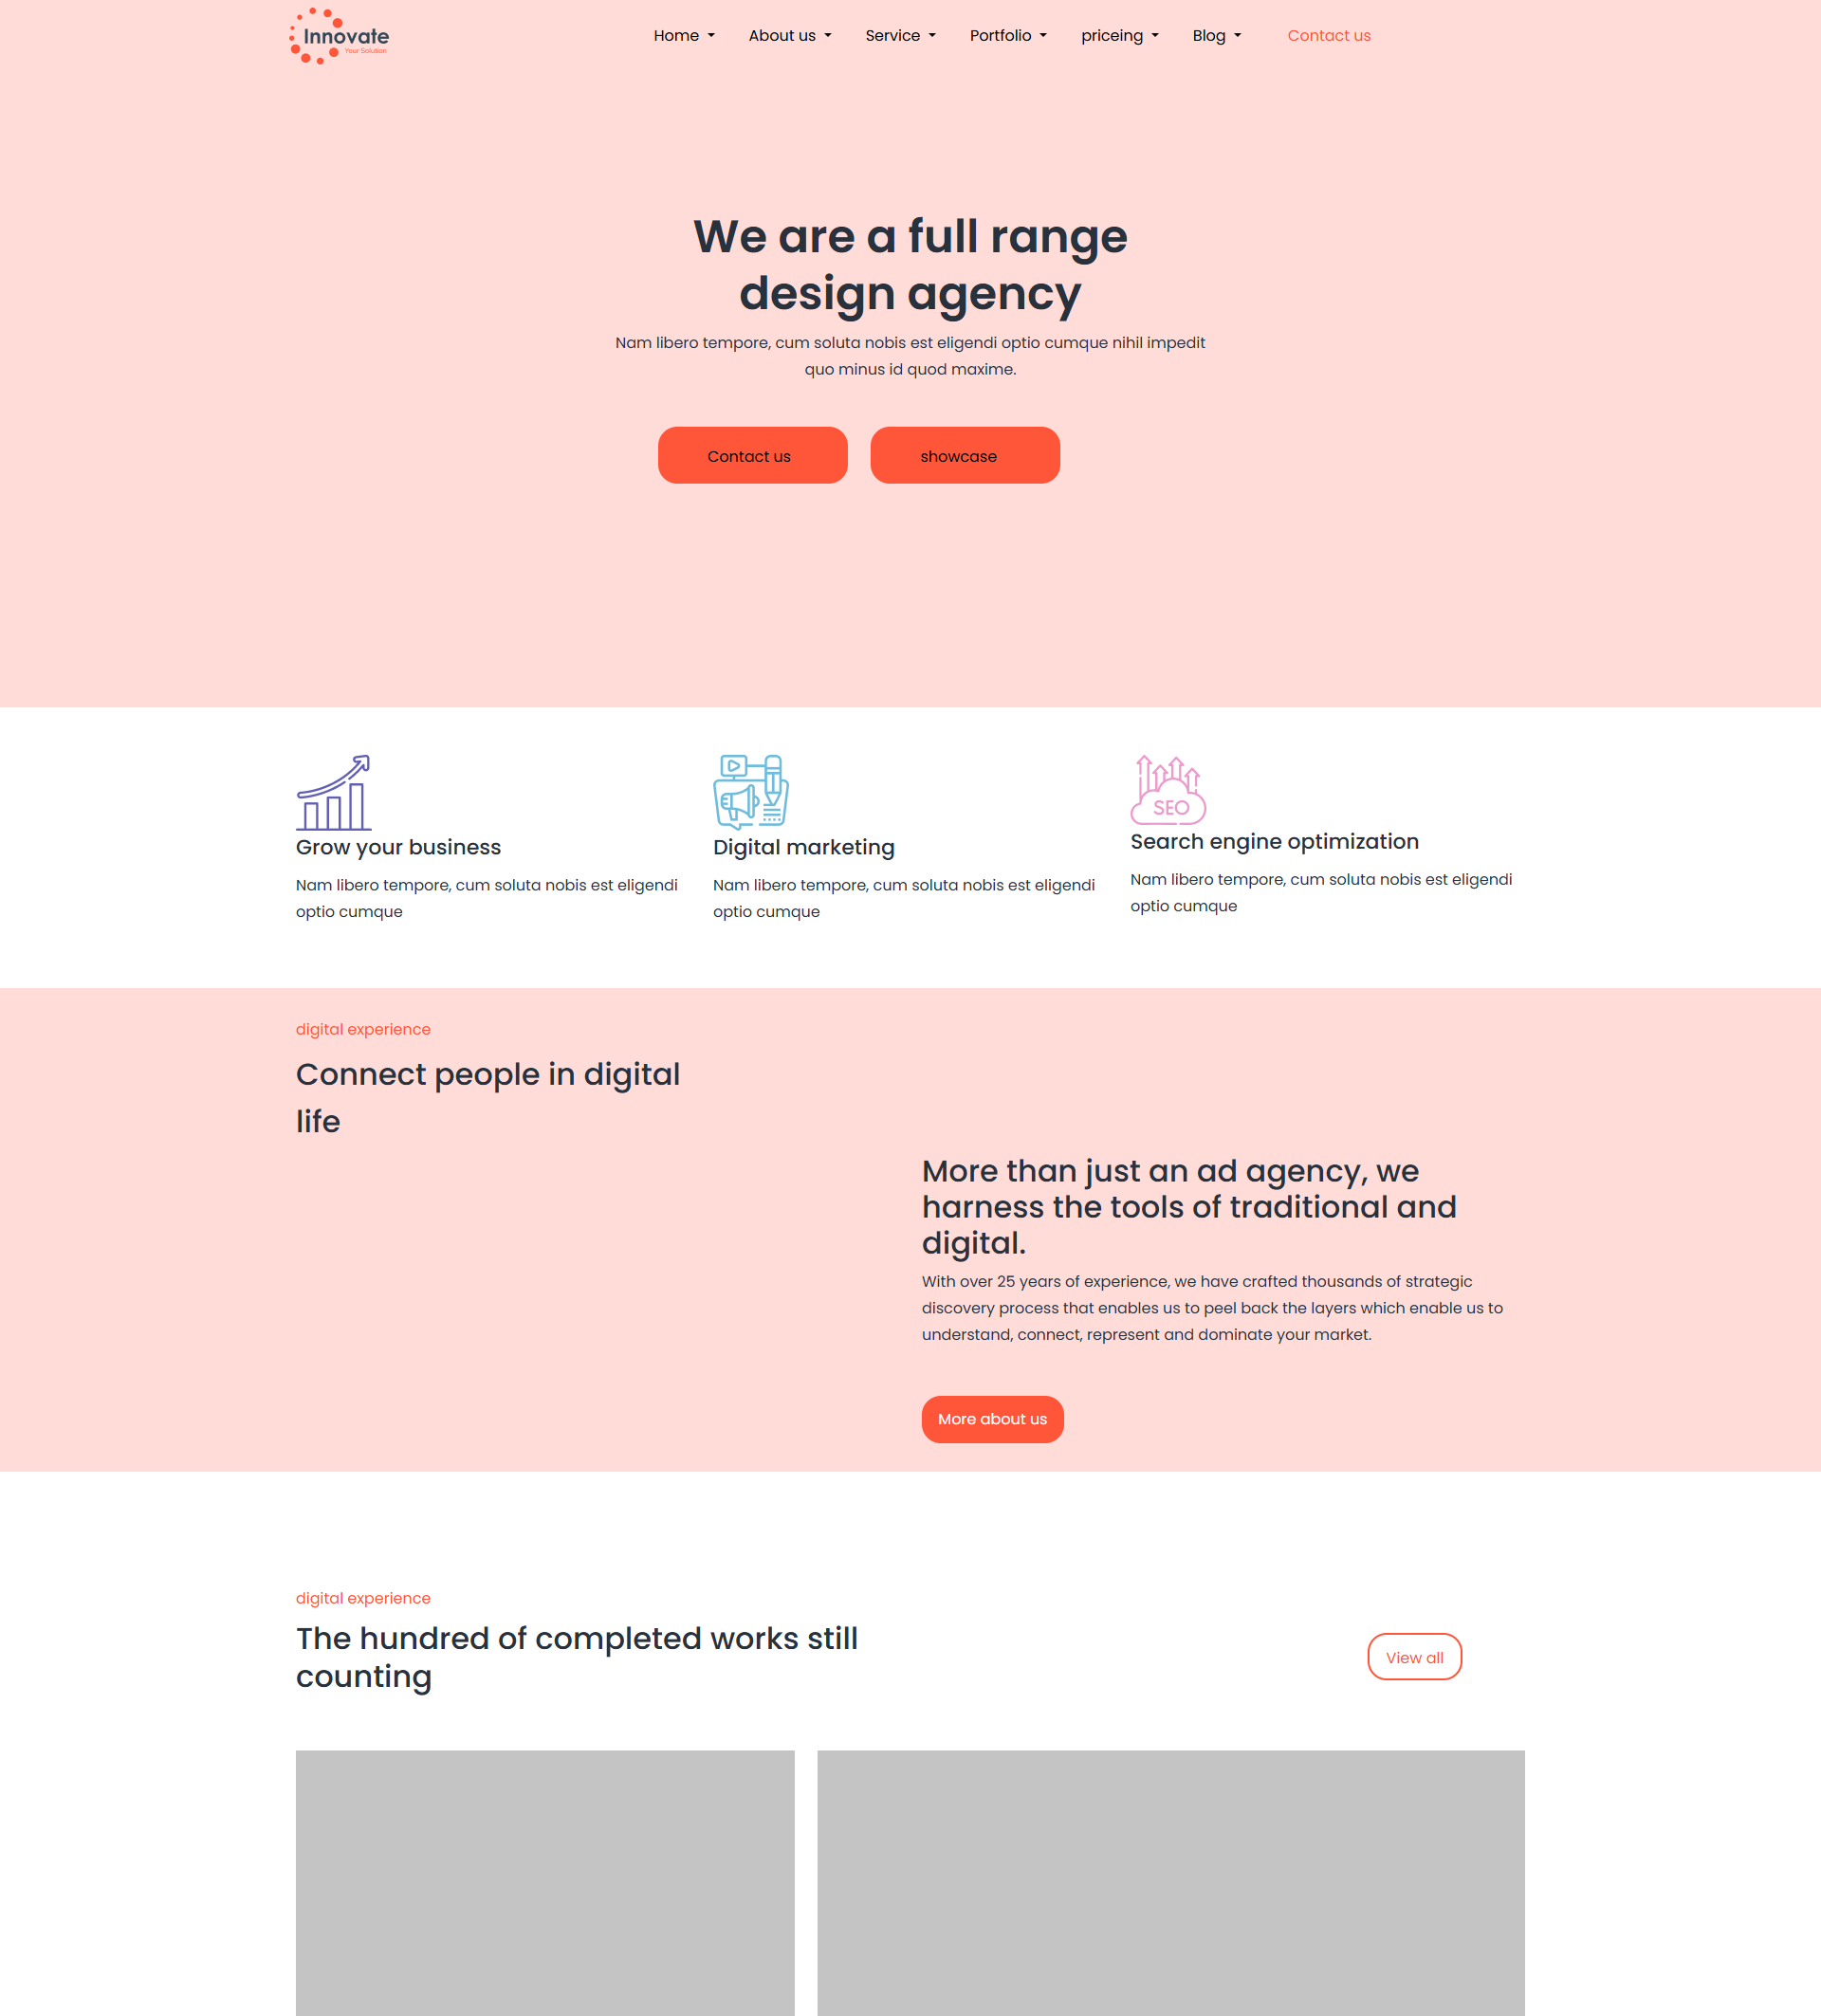 Innovate
Your Solution
Home About us Service Portfolio priceing Blog Contact us
We are a full range
design agency
Nam libero tempore, cum soluta nobis est eligendi optio cumque nihil impedit
quo minus id quod maxime.
Contact us
showcase
Grow your business
Nam libero tempore, cum soluta nobis est eligendi
optio cumque
Digital marketing
Nam libero tempore, cum soluta nobis est eligendi
optio cumque
SEO
Search engine optimization
Nam libero tempore, cum soluta nobis est eligendi
optio cumque
digital experience
Connect people in digital
life
More than just an ad agency, we
harness the tools of traditional and
digital.
With over 25 years of experience, we have crafted thousands of strategic
discovery process that enables us to peel back the layers which enable us to
understand, connect, represent and dominate your market.
More about us
digital experience
The hundred of completed works still
counting
View all